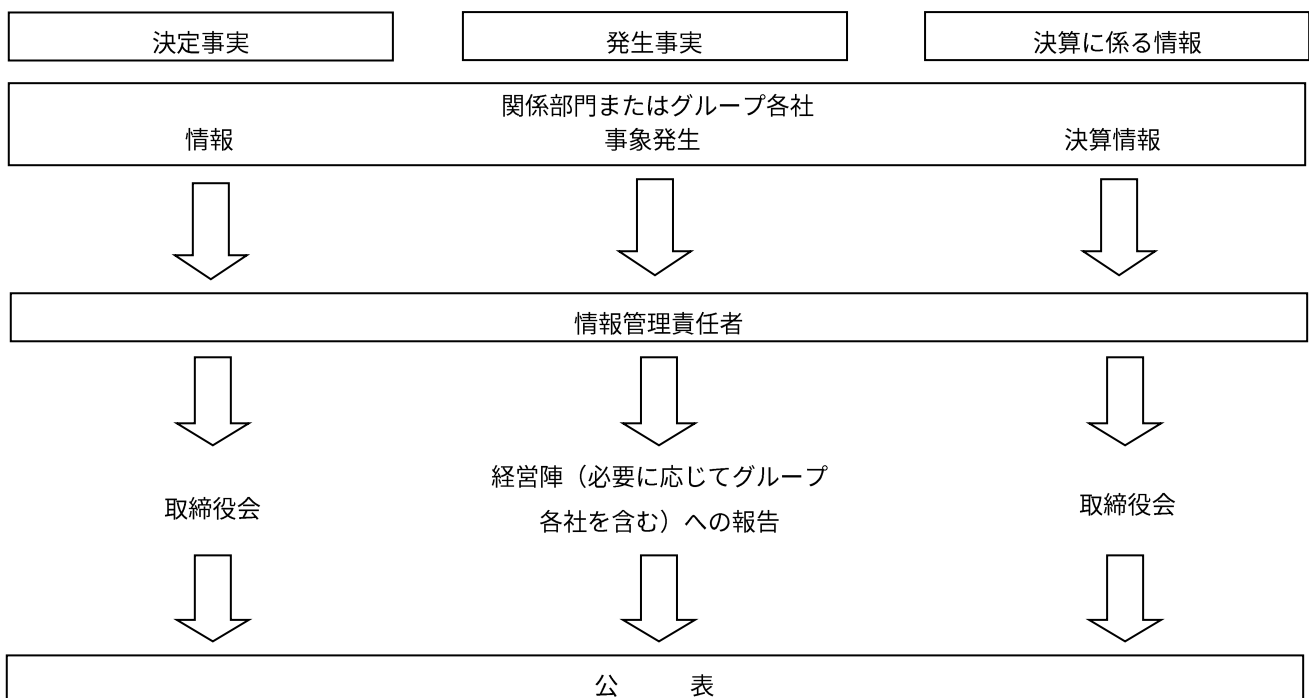 決定事実
発生事実
決算に係る情報
関係部門またはグループ各社
情報
事象発生
決算情報
情報管理責任者
経営陣（必要に応じてグループ
各社を含む）への報告
取締役会
取締役会
公 表